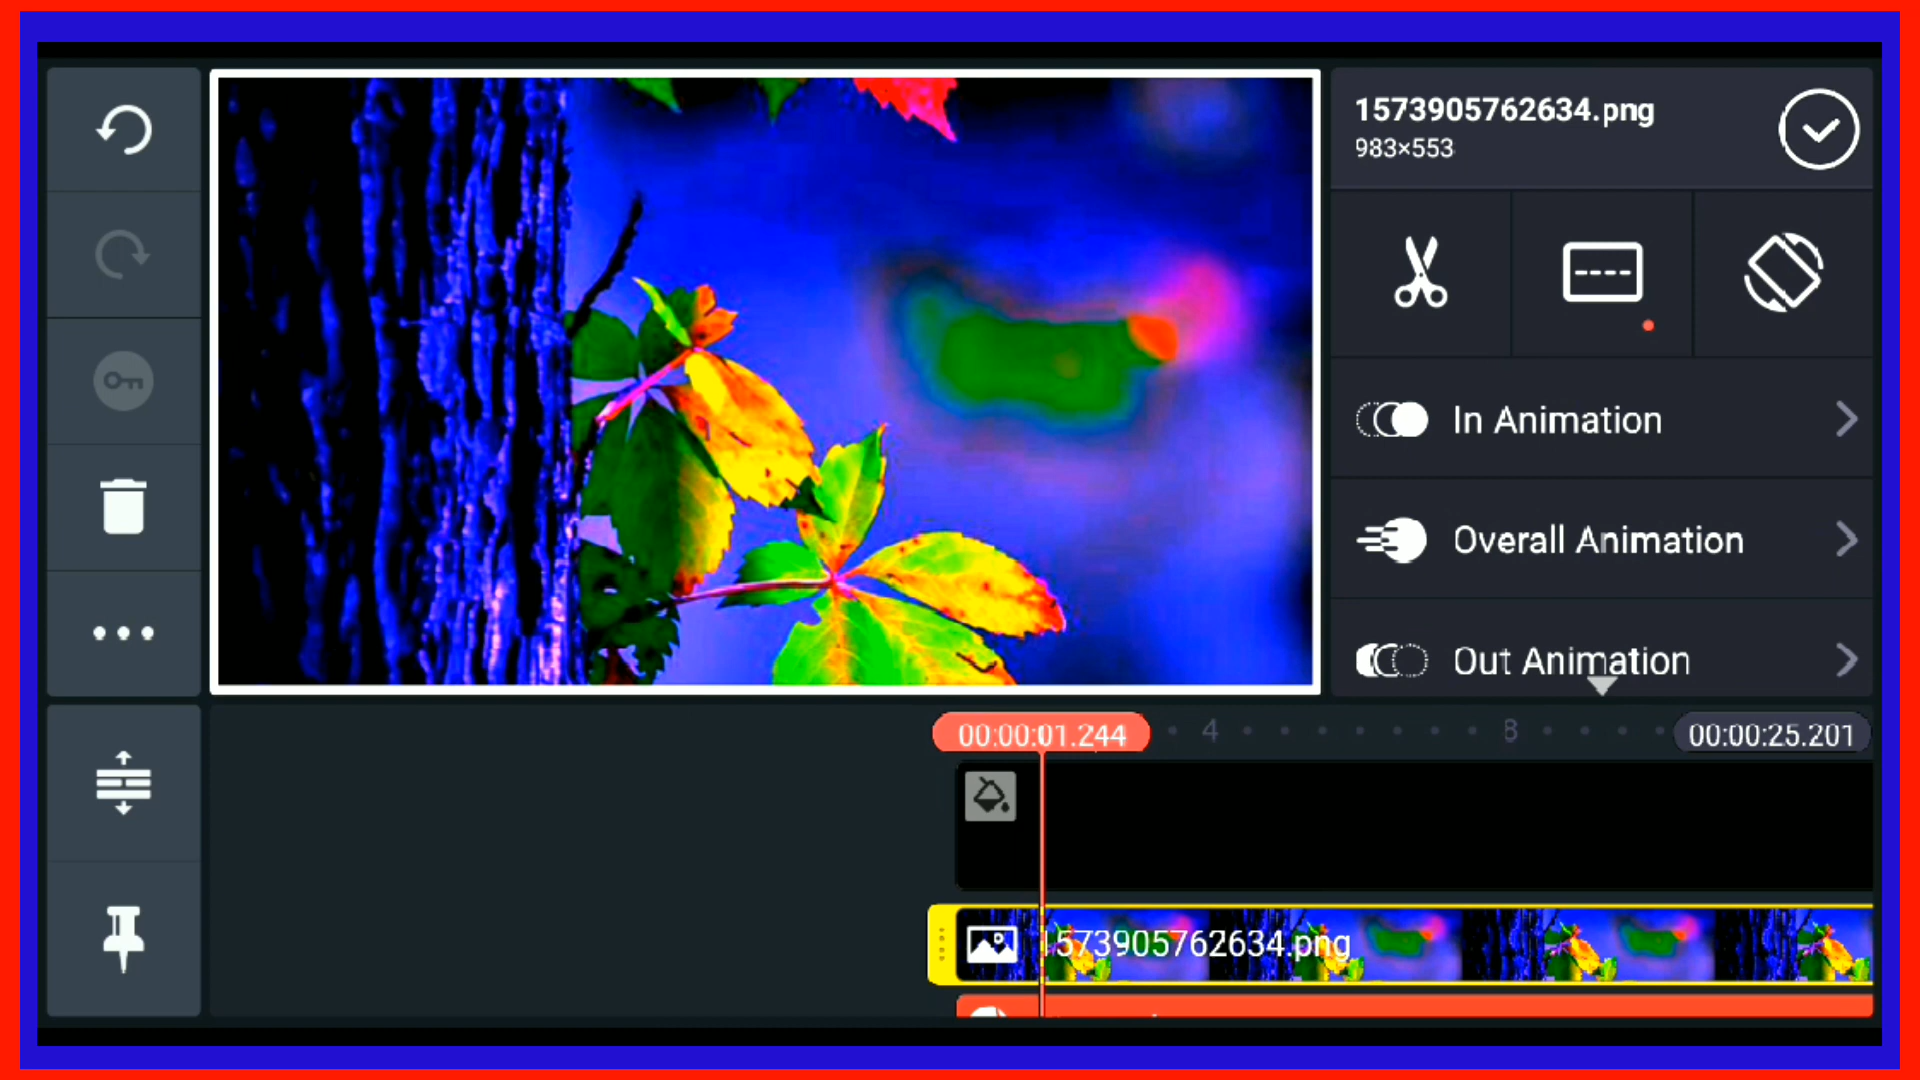 1573905762634.png
983×553
In Animation
Overall Animation
Out Animation
00:00:01.244
4
8
00:00:25.201
1573905762634.png